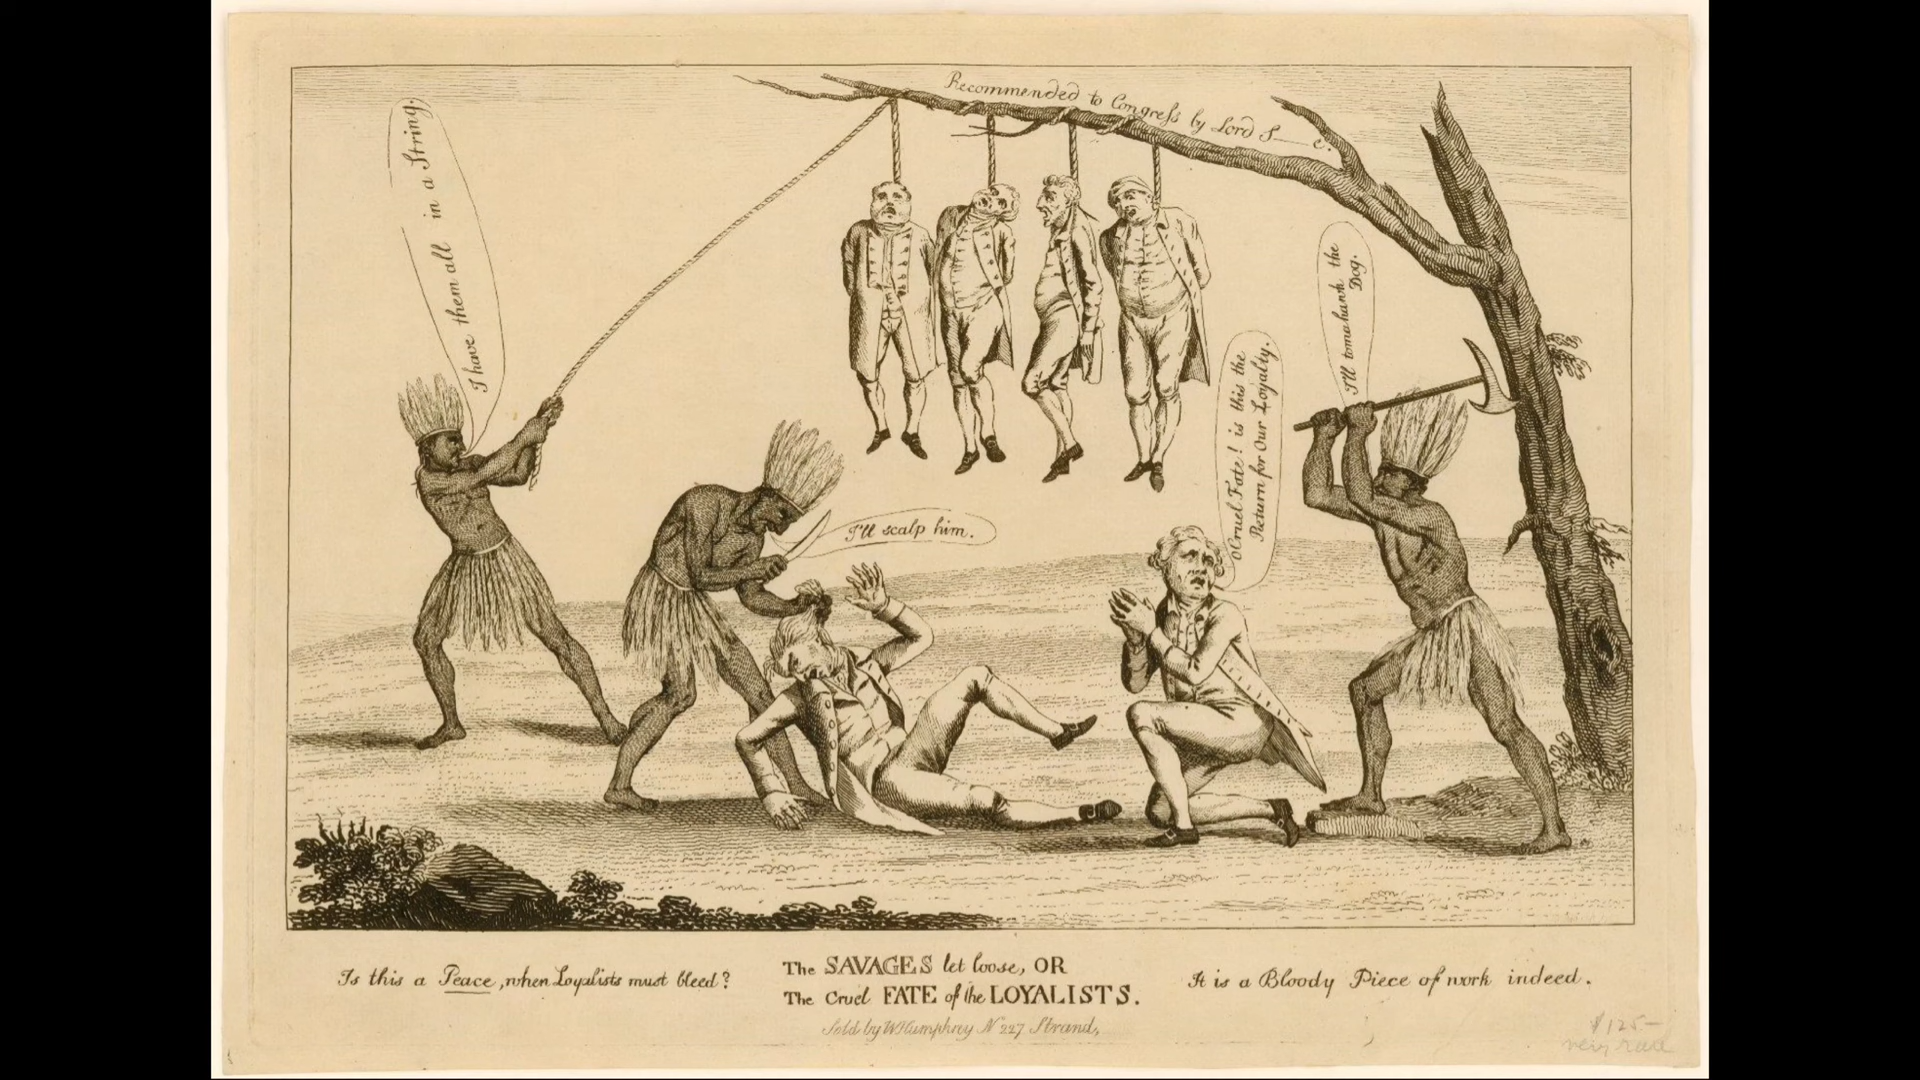 Recommended to Congress by Lord S—e.
I have them all in a String.
I'll tomahawk the
Dog.
O Cruel Fate! is this the
Return for Our Loyalty.
I'll scalp him.
Is this a Peace, when Loyalists must bleed?
The SAVAGES let loose, OR
The Cruel FATE of the LOYALISTS.
It is a Bloody Piece of work indeed.
Sold by W. Humphrey No 227 Strand,
$125—
very rare